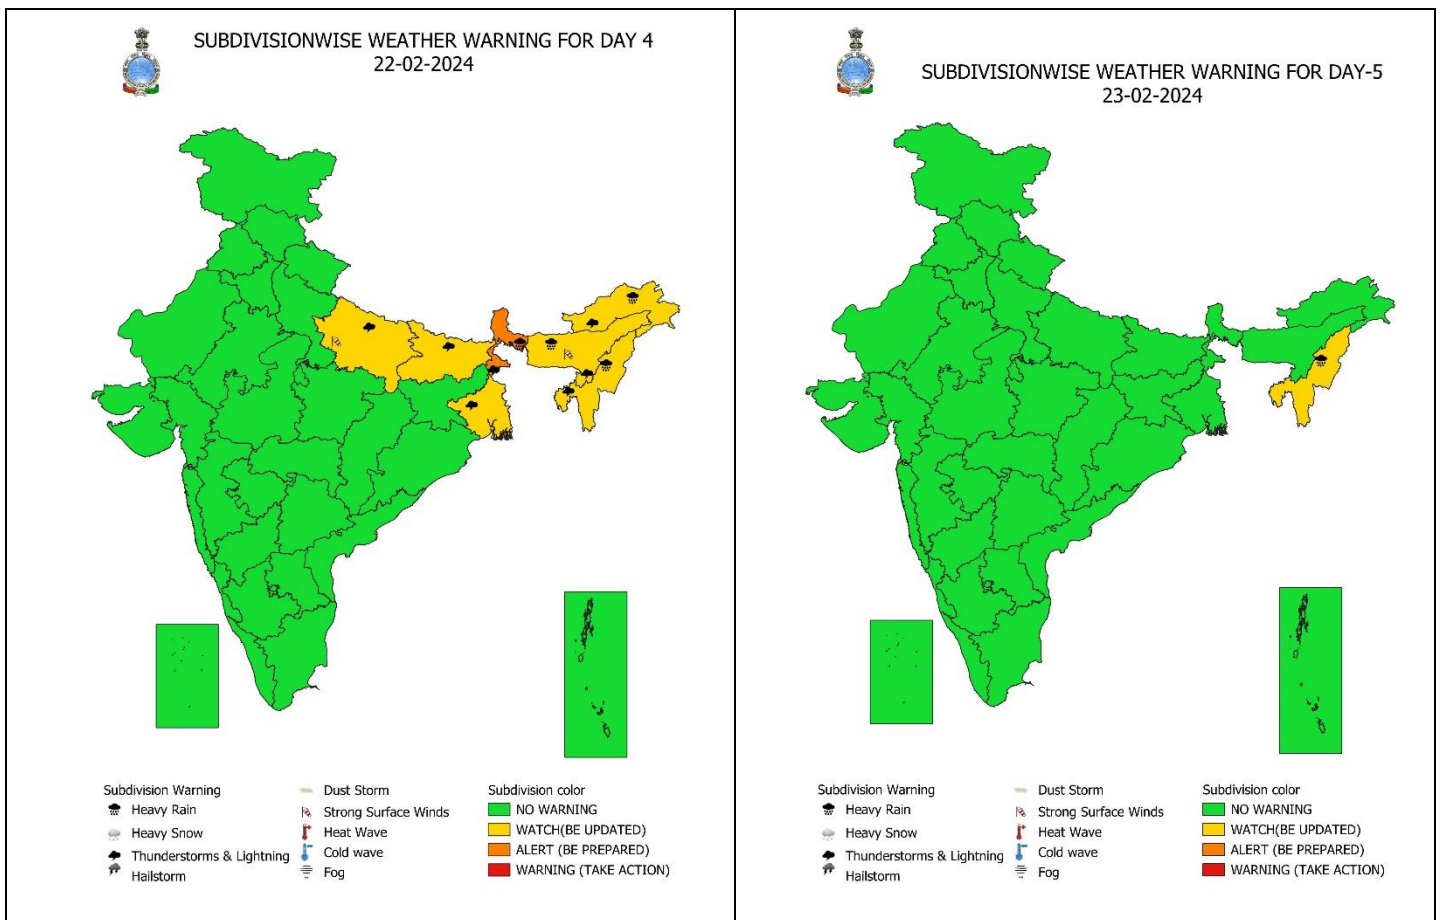 SUBDIVISIONWISE WEATHER WARNING FOR DAY 4
22-02-2024
Subdivision Warning
Heavy Rain
Heavy Snow
Thunderstorms & Lightning
Hailstorm
Dust Storm
Strong Surface Winds
Heat Wave
Cold wave
Fog
Subdivision color
NO WARNING
WATCH(BE UPDATED)
ALERT (BE PREPARED)
WARNING (TAKE ACTION)
SUBDIVISIONWISE WEATHER WARNING FOR DAY-5
23-02-2024
Subdivision Warning
Heavy Rain
Heavy Snow
Thunderstorms & Lightning
Hailstorm
Dust Storm
Strong Surface Winds
Heat Wave
Cold wave
Fog
Subdivision color
NO WARNING
WATCH(BE UPDATED)
ALERT (BE PREPARED)
WARNING (TAKE ACTION)